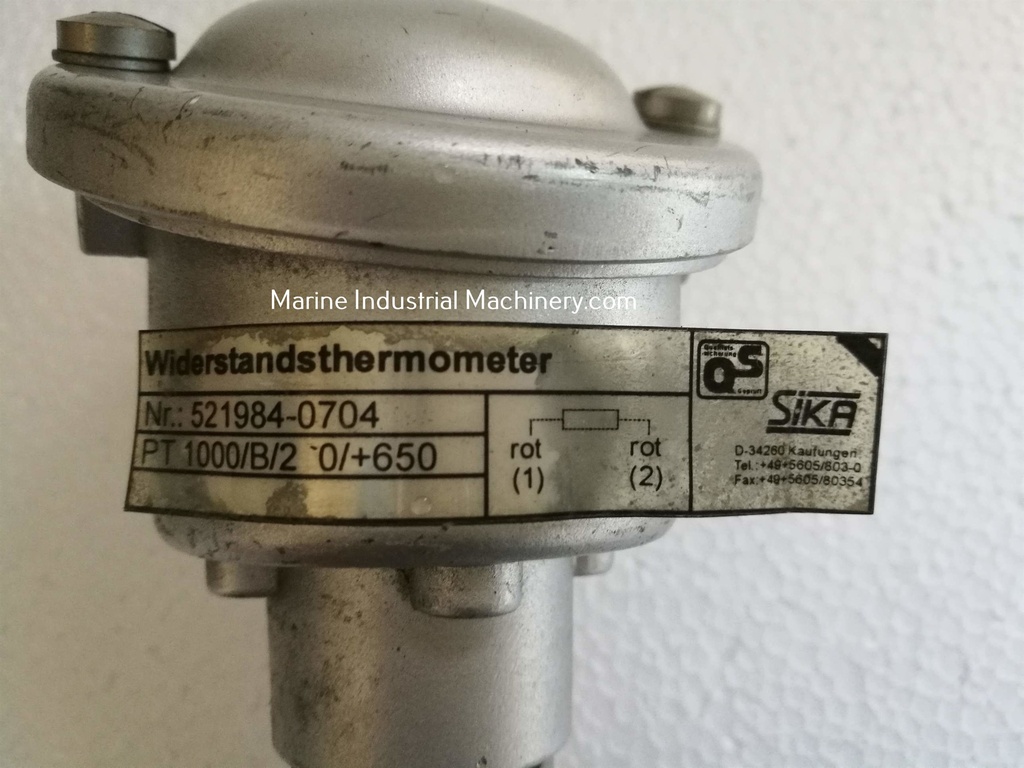 Marine Industrial Machinery.com
Widerstandsthermometer
Nr.: 521984-0704
PT 1000/B/2 0/+650
rot rot
(1) (2)
QS
SiKA
D-34260 Kaufungen
Tel.:+49+5605/803-0
Fax:+49+5605/80354